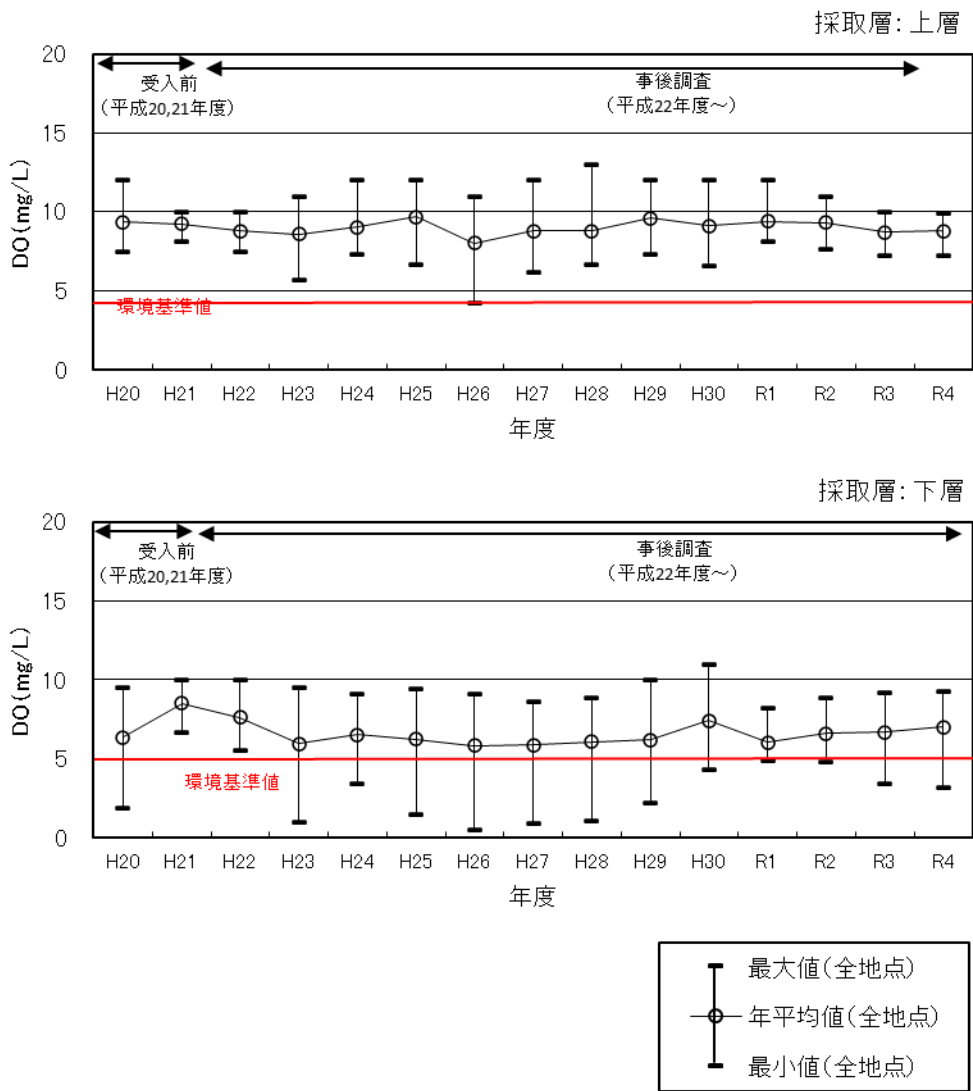 採取層：上層
20
受入前
（平成20,21年度）
事後調査
（平成22年度～）
15
10
5
0
DO(mg/L)
環境基準値
H20 H21 H22 H23 H24 H25 H26 H27 H28 H29 H30 R1 R2 R3 R4
年度
採取層：下層
20
受入前
（平成20,21年度）
事後調査
（平成22年度～）
15
10
5
0
DO(mg/L)
環境基準値
H20 H21 H22 H23 H24 H25 H26 H27 H28 H29 H30 R1 R2 R3 R4
年度
最大値（全地点）
年平均値（全地点）
最小値（全地点）